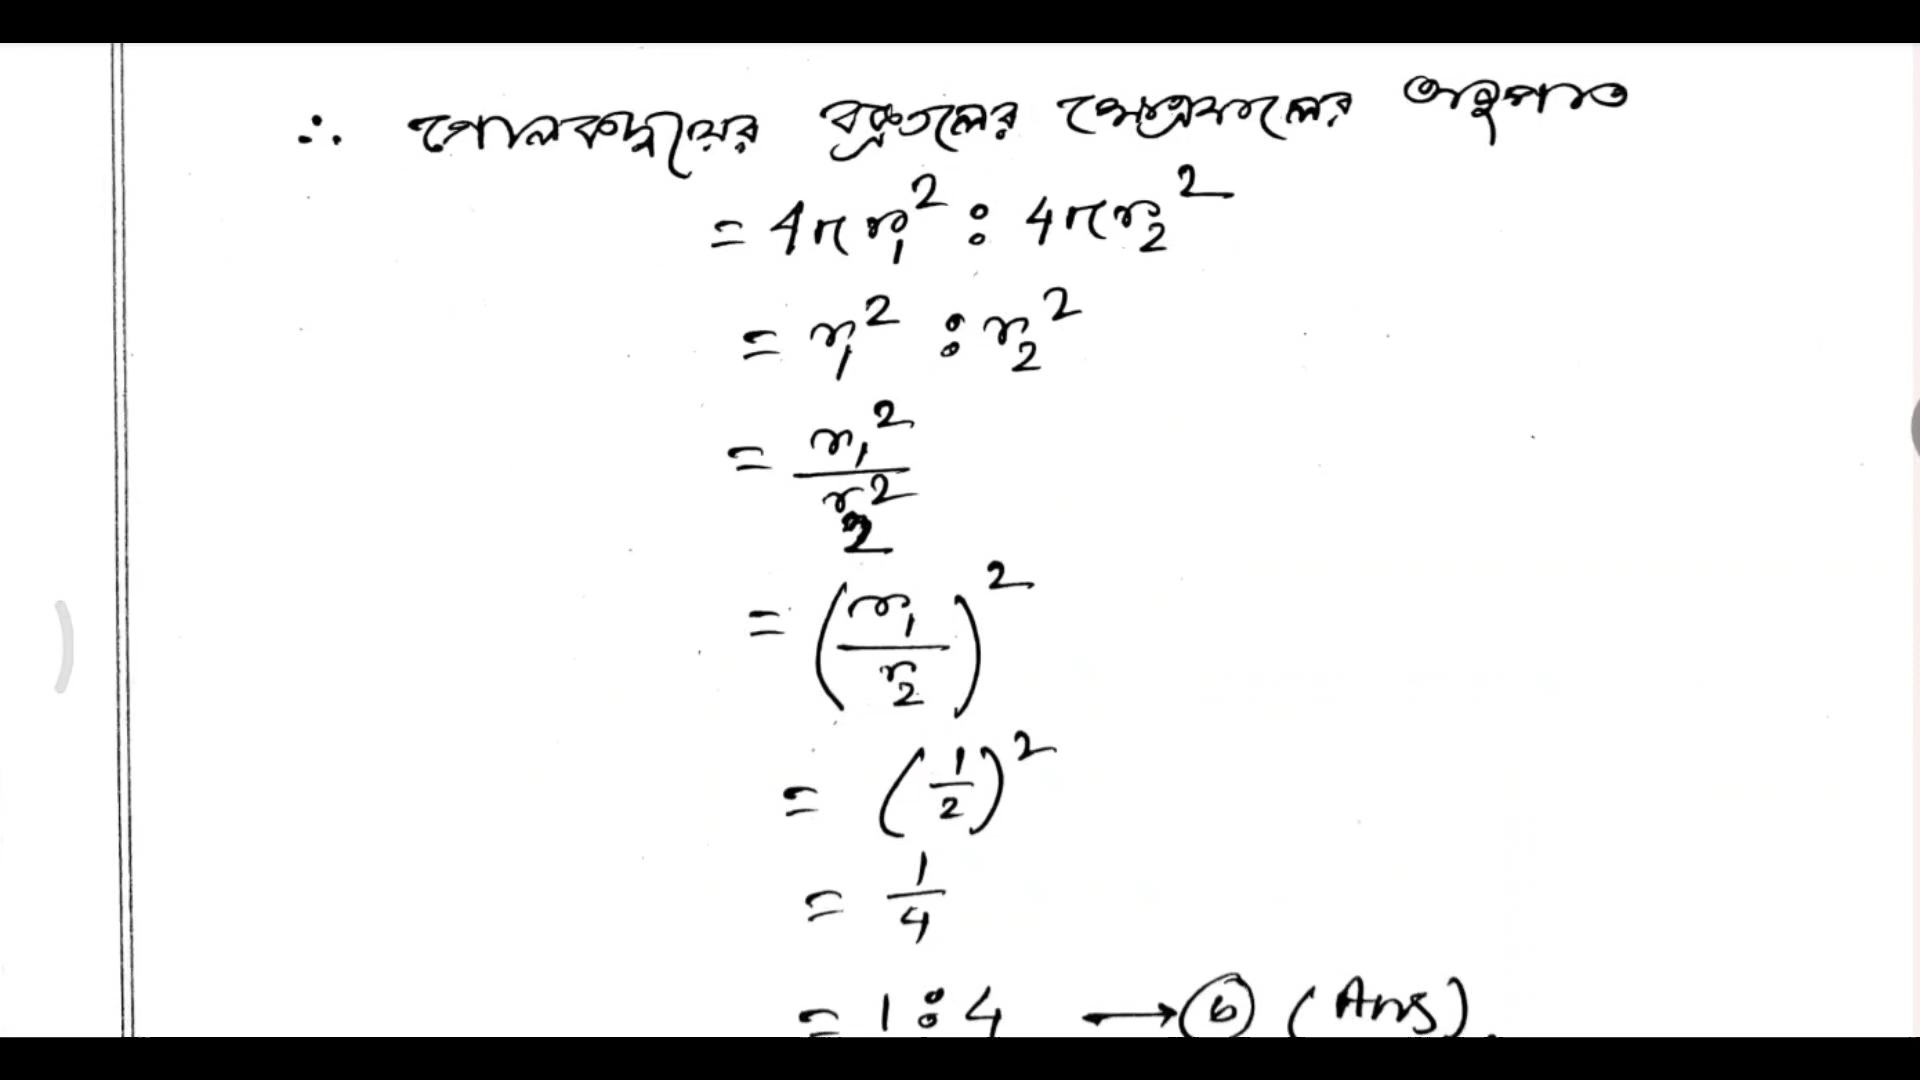 ∴ গোলকদ্বয়ের বক্রতলের ক্ষেত্রফলের অনুপাত
= 4πr₁² : 4πr₂²
= r₁² : r₂²
= r₁²/r₂²
= (r₁/r₂)²
= (1/2)²
= 1/4
= 1 : 4 → b (Ans).